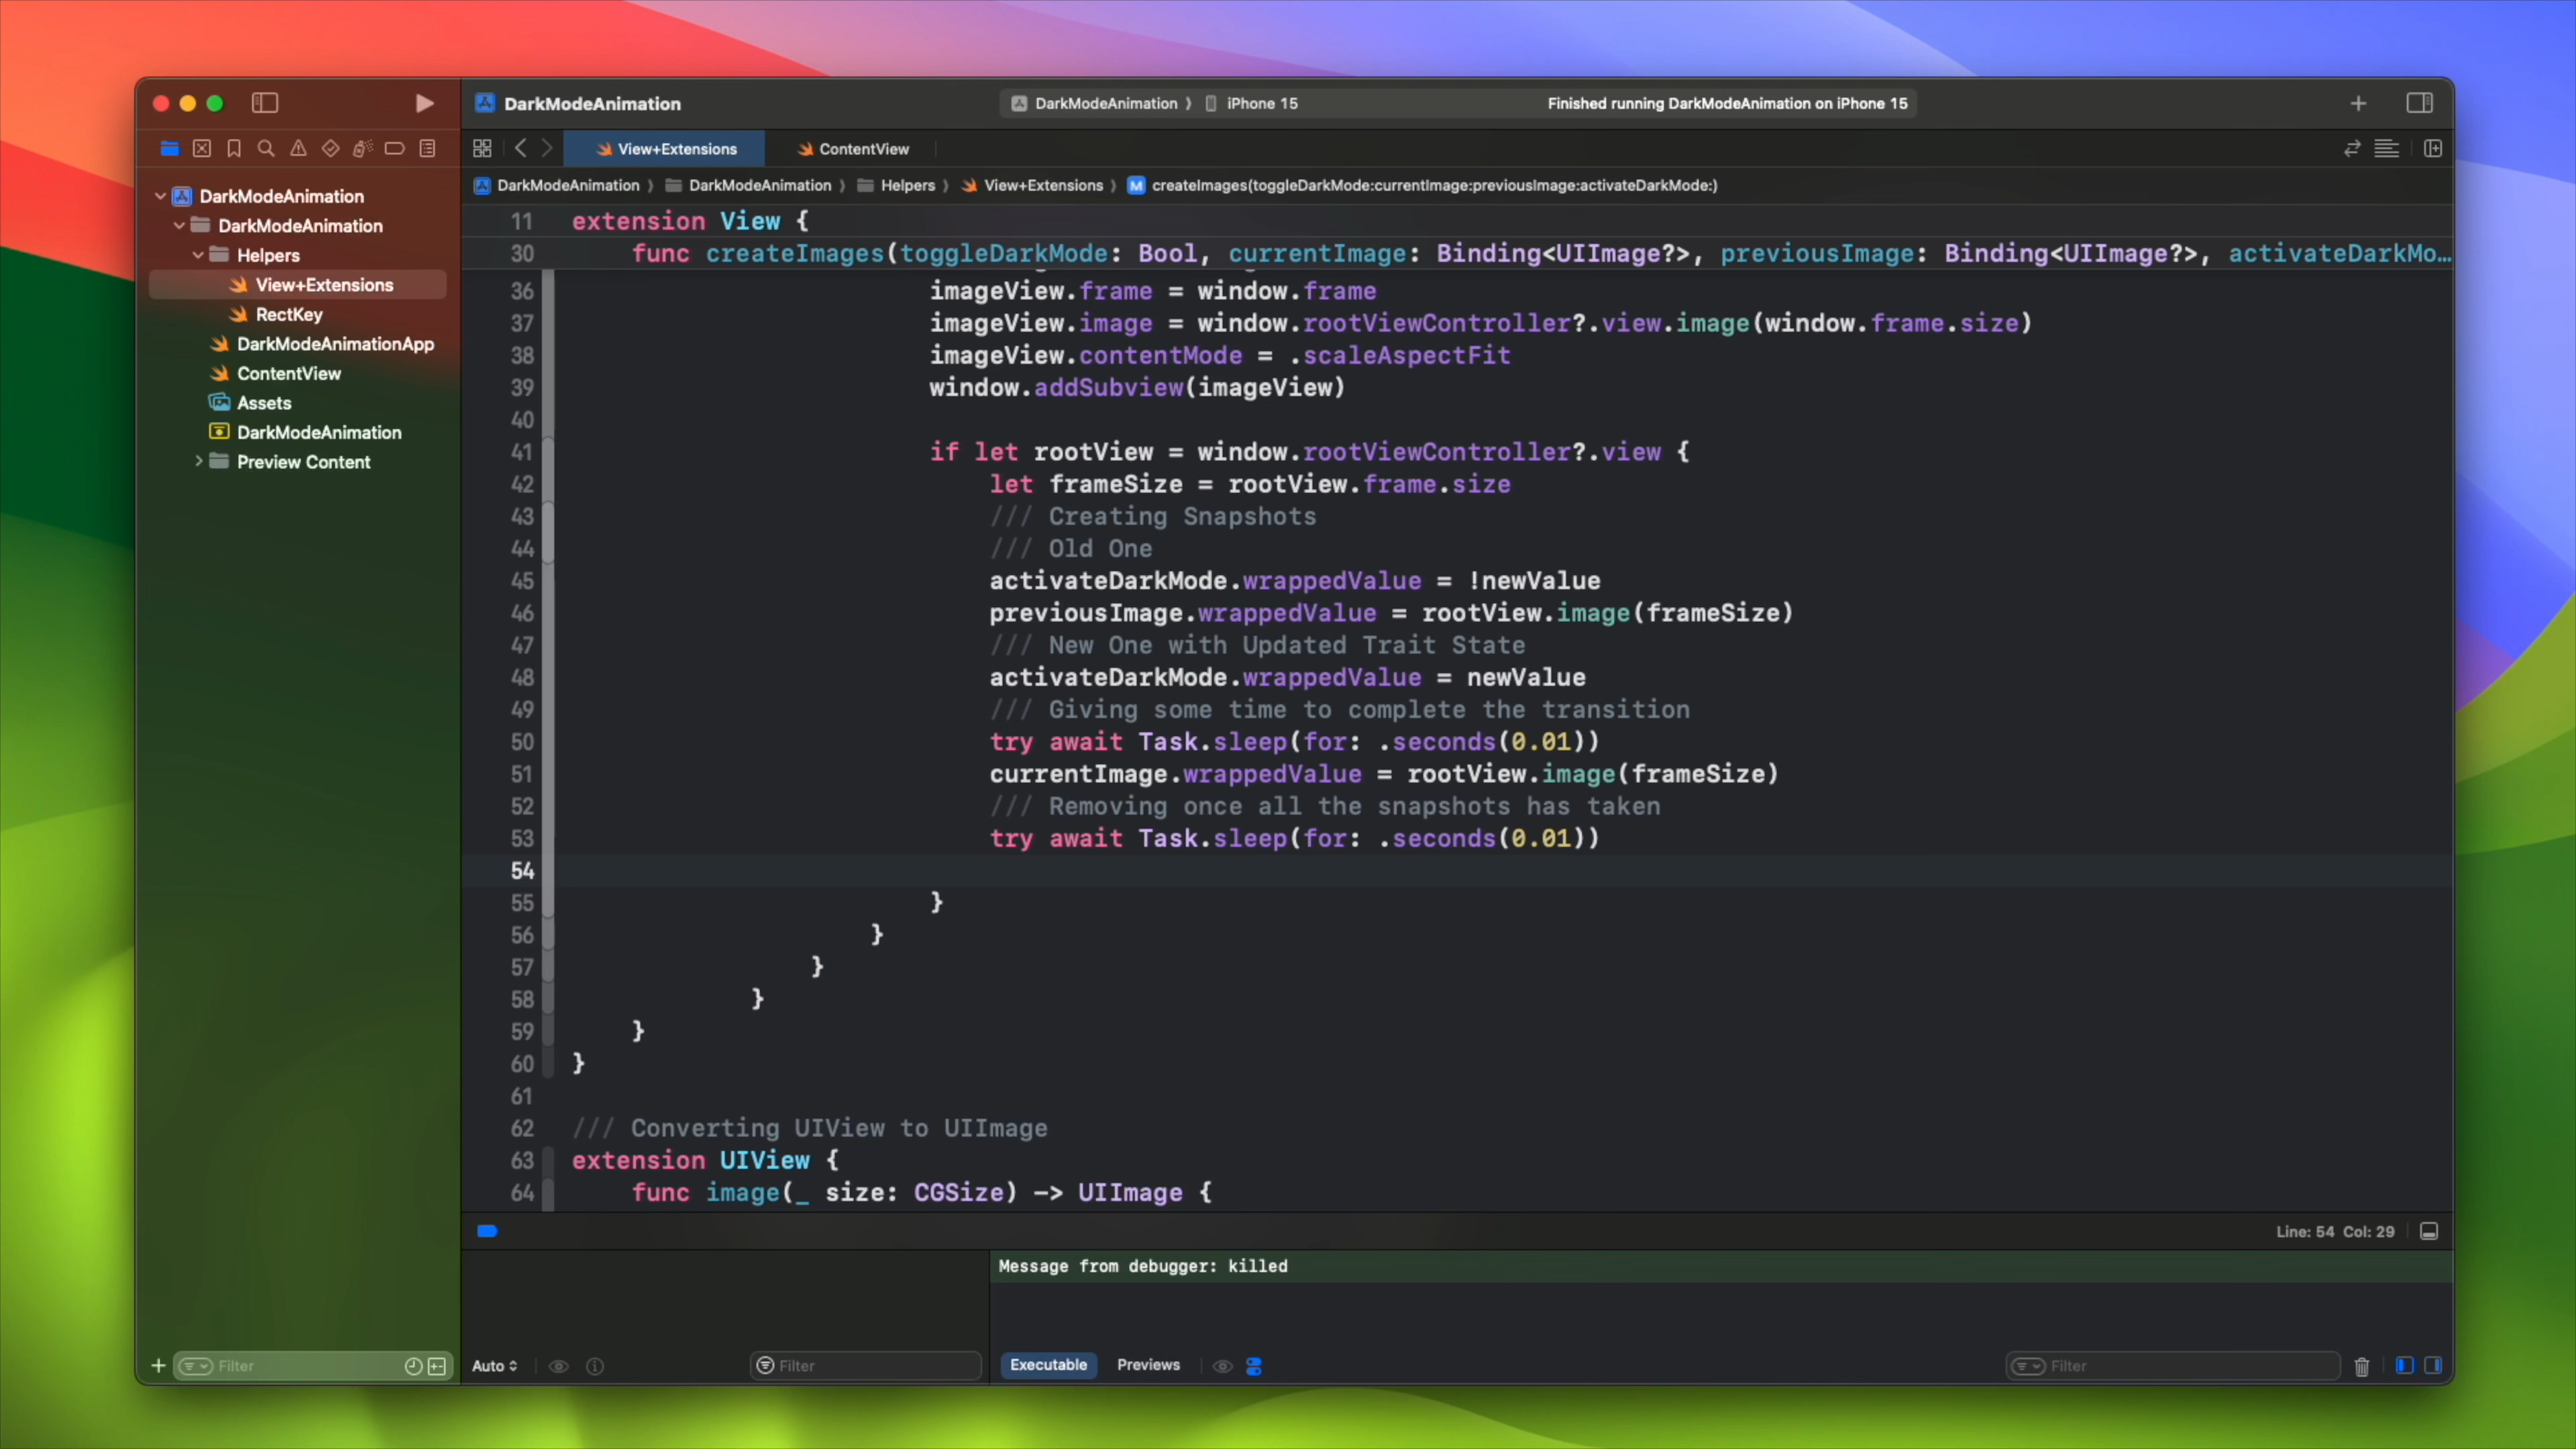 DarkModeAnimation
DarkModeAnimation
iPhone 15
Finished running DarkModeAnimation on iPhone 15
View+Extensions
ContentView
DarkModeAnimation
DarkModeAnimation
Helpers
View+Extensions
M
createImages(toggleDarkMode:currentImage:previousImage:activateDarkMode:)
DarkModeAnimation
DarkModeAnimation
Helpers
View+Extensions
RectKey
DarkModeAnimationApp
ContentView
Assets
DarkModeAnimation
Preview Content
11 extension View {
30 func createImages(toggleDarkMode: Bool, currentImage: Binding<UIImage?>, previousImage: Binding<UIImage?>, activateDarkMo…
36 imageView.frame = window.frame
37 imageView.image = window.rootViewController?.view.image(window.frame.size)
38 imageView.contentMode = .scaleAspectFit
39 window.addSubview(imageView)
40
41 if let rootView = window.rootViewController?.view {
42 let frameSize = rootView.frame.size
43 /// Creating Snapshots
44 /// Old One
45 activateDarkMode.wrappedValue = !newValue
46 previousImage.wrappedValue = rootView.image(frameSize)
47 /// New One with Updated Trait State
48 activateDarkMode.wrappedValue = newValue
49 /// Giving some time to complete the transition
50 try await Task.sleep(for: .seconds(0.01))
51 currentImage.wrappedValue = rootView.image(frameSize)
52 /// Removing once all the snapshots has taken
53 try await Task.sleep(for: .seconds(0.01))
54
55 }
56 }
57 }
58 }
59 }
60 }
61
62 /// Converting UIView to UIImage
63 extension UIView {
64 func image(_ size: CGSize) -> UIImage {
Line: 54 Col: 29
Message from debugger: killed
Filter
Auto
Filter
Executable
Previews
Filter